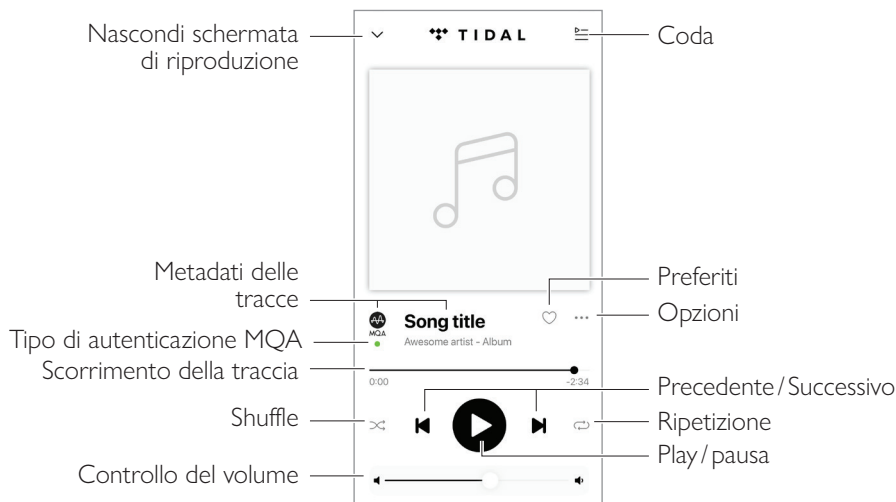 Nascondi schermata
di riproduzione
TIDAL
Coda
Metadati delle
tracce
Preferiti
Opzioni
MQA
Song title
Awesome artist - Album
Tipo di autenticazione MQA
Scorrimento della traccia
0:00
-2:34
Precedente / Successivo
Shuffle
Ripetizione
Play / pausa
Controllo del volume